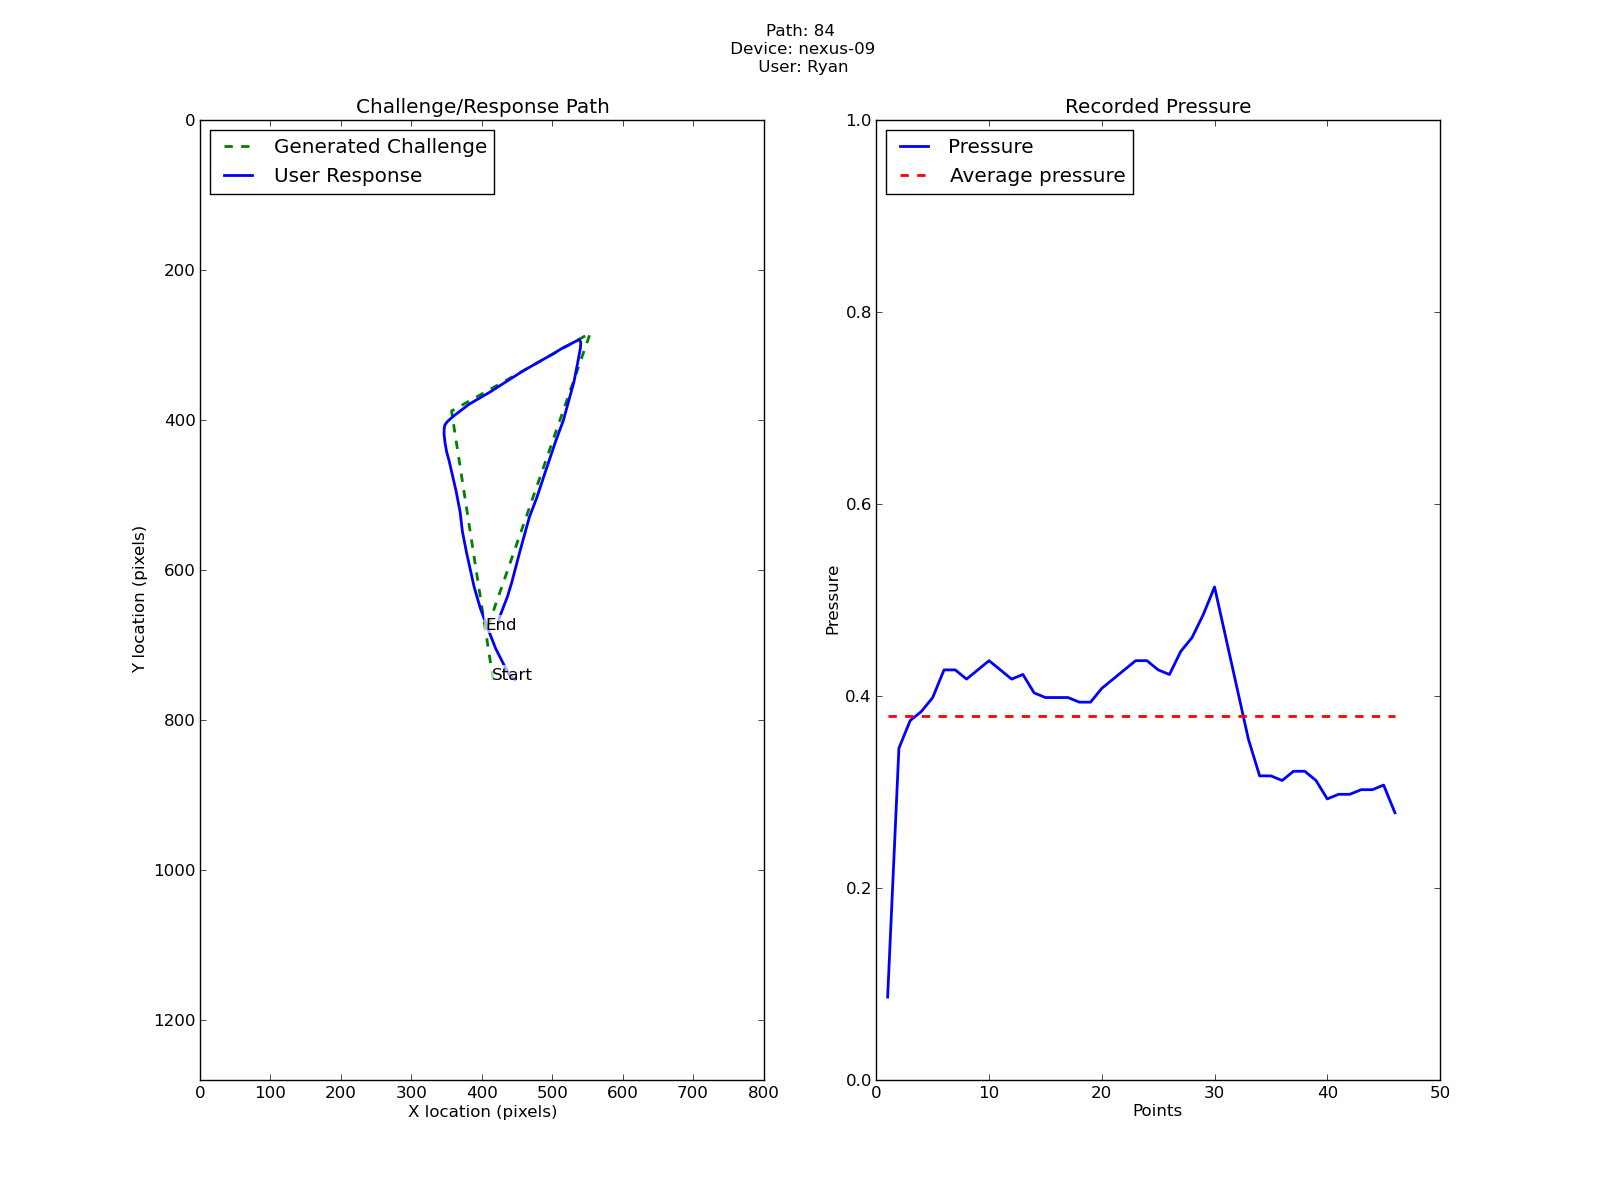 Path: 84
Device: nexus-09
User: Ryan
Challenge/Response Path
Generated Challenge
User Response
0
200
400
600
800
1000
1200
Y location (pixels)
End
Start
0 100 200 300 400 500 600 700 800
X location (pixels)
Recorded Pressure
Pressure
Average pressure
1.0
0.8
0.6
0.4
0.2
0.0
Pressure
0 10 20 30 40 50
Points